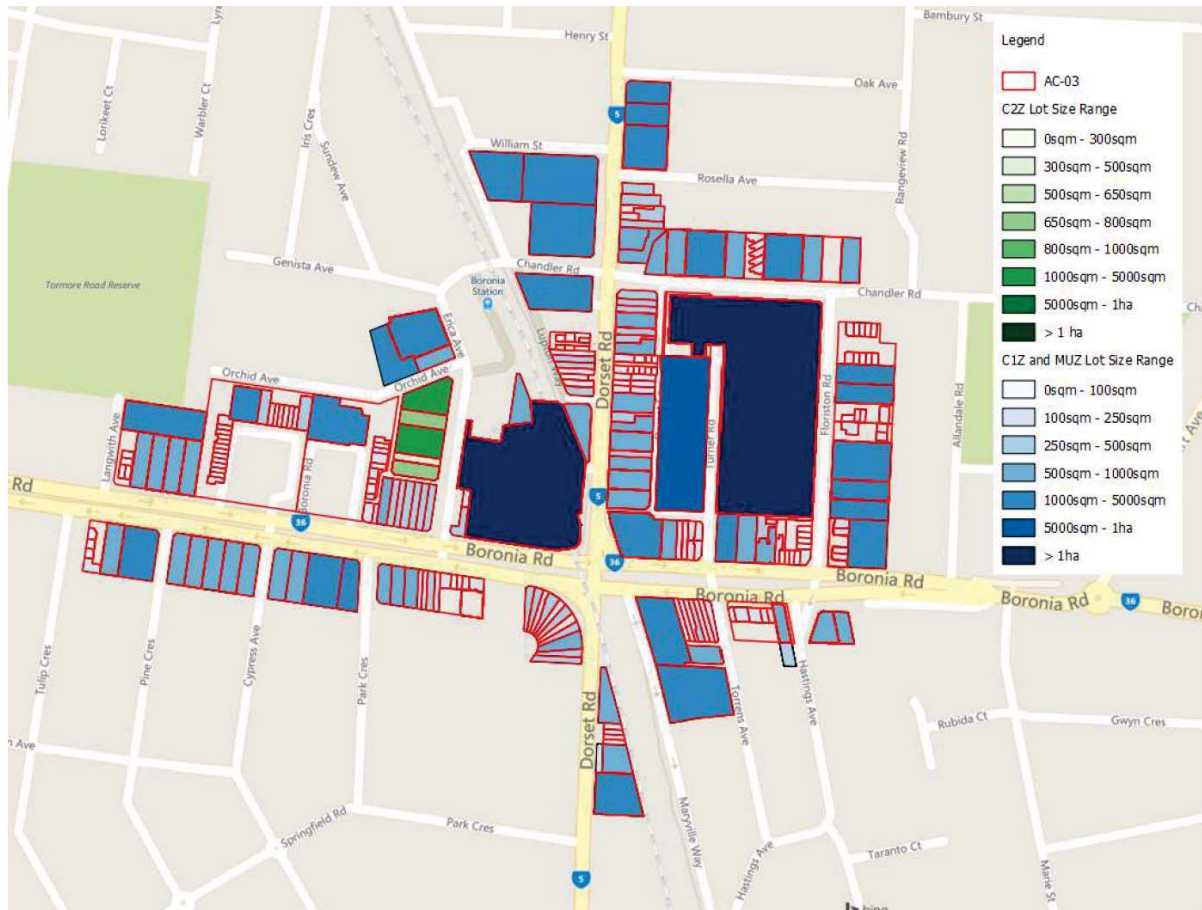 Bambury St
Lyre
Henry St
Oak Ave
Lorikeet Ct
Warbler Ct
Iris Cres
Sundew Ave
William St
5
Rosella Ave
Rangeview Rd
Tormore Road Reserve
Genista Ave
Boronia
Station
Chandler Rd
Chandler Rd
Erica Ave
Orchid Ave
Orchid Ave
Dorset Rd
Turner Rd
Floriston Rd
Allandale Rd
t Ave
Langwith Ave
Boronia Rd
Rd
36
5
Boronia Rd
36
Boronia Rd
Boronia Rd
Boronia Rd
36
Boron
Tulip Cres
Pine Cres
Cypress Ave
Park Cres
Dorset Rd
Torrens Ave
Hastings Ave
Rubida Ct
Gwyn Cres
n Ave
Springfield Rd
Park Cres
Maryville Way
Hastings Ave
Taranto Ct
Marie St
5
bing
Legend
AC-03
C2Z Lot Size Range
0sqm - 300sqm
300sqm - 500sqm
500sqm - 650sqm
650sqm - 800sqm
800sqm - 1000sqm
1000sqm - 5000sqm
5000sqm - 1ha
> 1 ha
C1Z and MUZ Lot Size Range
0sqm - 100sqm
100sqm - 250sqm
250sqm - 500sqm
500sqm - 1000sqm
1000sqm - 5000sqm
5000sqm - 1ha
> 1ha